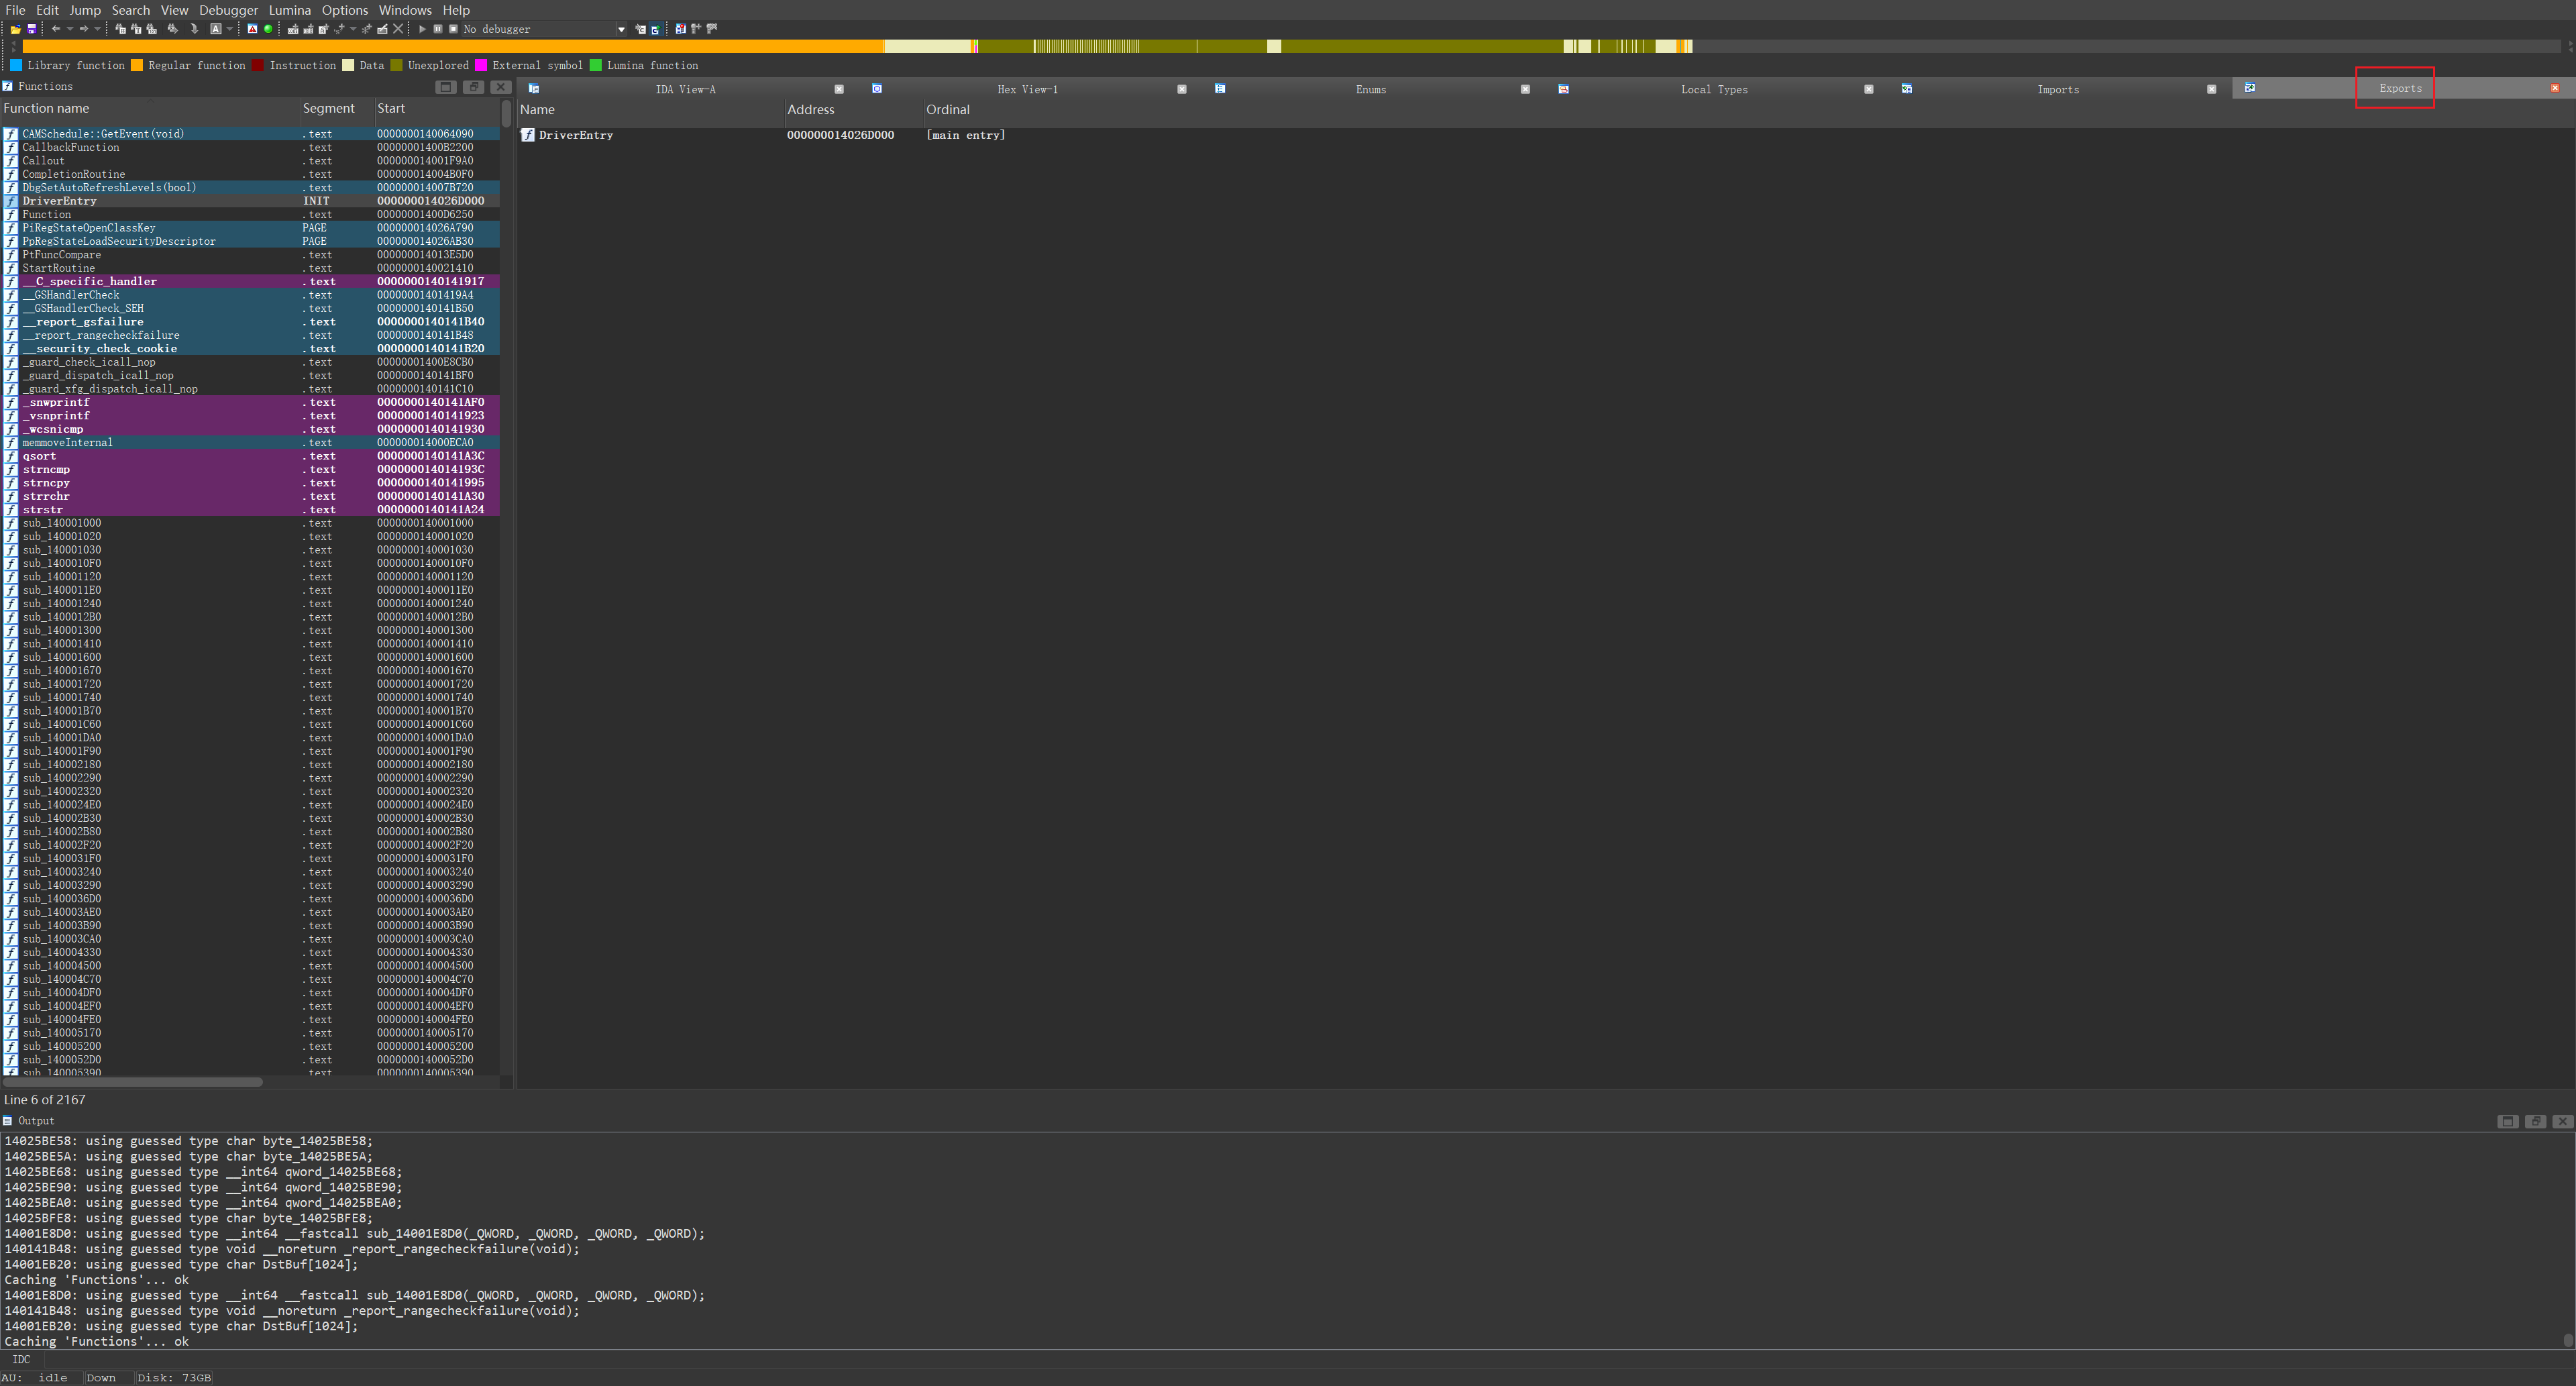 File Edit Jump Search View Debugger Lumina Options Windows Help
No debugger
Library function Regular function Instruction Data Unexplored External symbol Lumina function
Functions
Function name Segment Start
CAMSchedule::GetEvent(void) .text 0000000140064090
CallbackFunction .text 00000001400B2200
Callout .text 000000014001F9A0
CompletionRoutine .text 000000014004B0F0
DbgSetAutoRefreshLevels(bool) .text 000000014007B720
DriverEntry INIT 000000014026D000
Function .text 00000001400D6250
PiRegStateOpenClassKey PAGE 000000014026A790
PpRegStateLoadSecurityDescriptor PAGE 000000014026AB30
PtFuncCompare .text 000000014013E5D0
StartRoutine .text 0000000140021410
__C_specific_handler .text 0000000140141917
__GSHandlerCheck .text 00000001401419A4
__GSHandlerCheck_SEH .text 0000000140141B50
__report_gsfailure .text 0000000140141B40
__report_rangecheckfailure .text 0000000140141B48
__security_check_cookie .text 0000000140141B20
_guard_check_icall_nop .text 00000001400E8CB0
_guard_dispatch_icall_nop .text 0000000140141BF0
_guard_xfg_dispatch_icall_nop .text 0000000140141C10
_snwprintf .text 0000000140141AF0
_vsnprintf .text 0000000140141923
_wcsnicmp .text 0000000140141930
memmoveInternal .text 000000014000ECA0
qsort .text 0000000140141A3C
strncmp .text 000000014014193C
strncpy .text 0000000140141995
strrchr .text 0000000140141A30
strstr .text 0000000140141A24
sub_140001000 .text 0000000140001000
sub_140001020 .text 0000000140001020
sub_140001030 .text 0000000140001030
sub_1400010F0 .text 00000001400010F0
sub_140001120 .text 0000000140001120
sub_1400011E0 .text 00000001400011E0
sub_140001240 .text 0000000140001240
sub_1400012B0 .text 00000001400012B0
sub_140001300 .text 0000000140001300
sub_140001410 .text 0000000140001410
sub_140001600 .text 0000000140001600
sub_140001670 .text 0000000140001670
sub_140001720 .text 0000000140001720
sub_140001740 .text 0000000140001740
sub_140001B70 .text 0000000140001B70
sub_140001C60 .text 0000000140001C60
sub_140001DA0 .text 0000000140001DA0
sub_140001F90 .text 0000000140001F90
sub_140002180 .text 0000000140002180
sub_140002290 .text 0000000140002290
sub_140002320 .text 0000000140002320
sub_1400024E0 .text 00000001400024E0
sub_140002B30 .text 0000000140002B30
sub_140002B80 .text 0000000140002B80
sub_140002F20 .text 0000000140002F20
sub_1400031F0 .text 00000001400031F0
sub_140003240 .text 0000000140003240
sub_140003290 .text 0000000140003290
sub_1400036D0 .text 00000001400036D0
sub_140003AE0 .text 0000000140003AE0
sub_140003B90 .text 0000000140003B90
sub_140003CA0 .text 0000000140003CA0
sub_140004330 .text 0000000140004330
sub_140004500 .text 0000000140004500
sub_140004C70 .text 0000000140004C70
sub_140004DF0 .text 0000000140004DF0
sub_140004EF0 .text 0000000140004EF0
sub_140004FE0 .text 0000000140004FE0
sub_140005170 .text 0000000140005170
sub_140005200 .text 0000000140005200
sub_1400052D0 .text 00000001400052D0
sub_140005390 .text 0000000140005390
Line 6 of 2167
IDA View-A Hex View-1 Enums Local Types Imports Exports
Name Address Ordinal
DriverEntry 000000014026D000 [main entry]
Output
14025BE58: using guessed type char byte_14025BE58;
14025BE5A: using guessed type char byte_14025BE5A;
14025BE68: using guessed type __int64 qword_14025BE68;
14025BE90: using guessed type __int64 qword_14025BE90;
14025BEA0: using guessed type __int64 qword_14025BEA0;
14025BFE8: using guessed type char byte_14025BFE8;
14001E8D0: using guessed type __int64 __fastcall sub_14001E8D0(_QWORD, _QWORD, _QWORD, _QWORD);
140141B48: using guessed type void __noreturn _report_rangecheckfailure(void);
14001EB20: using guessed type char DstBuf[1024];
Caching 'Functions'... ok
14001E8D0: using guessed type __int64 __fastcall sub_14001E8D0(_QWORD, _QWORD, _QWORD, _QWORD);
140141B48: using guessed type void __noreturn _report_rangecheckfailure(void);
14001EB20: using guessed type char DstBuf[1024];
Caching 'Functions'... ok
IDC
AU: idle Down Disk: 73GB